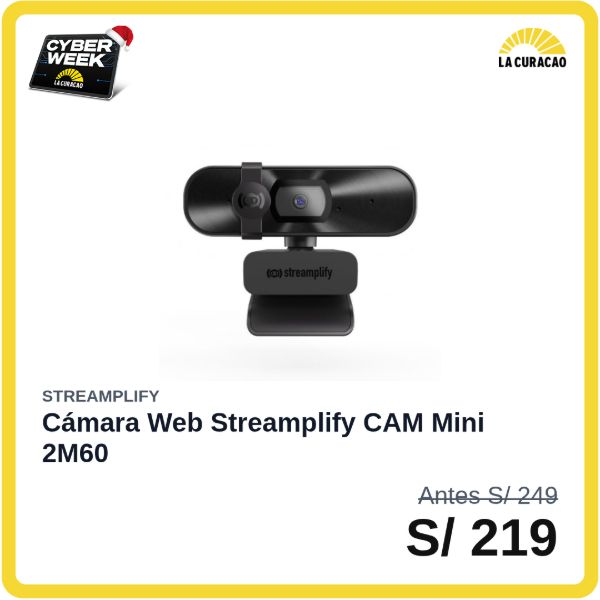 CYBER
WEEK
LA CURACAO
LA CURACAO
streamplify
STREAMPLIFY
Cámara Web Streamplify CAM Mini
2M60
Antes S/ 249
S/ 219